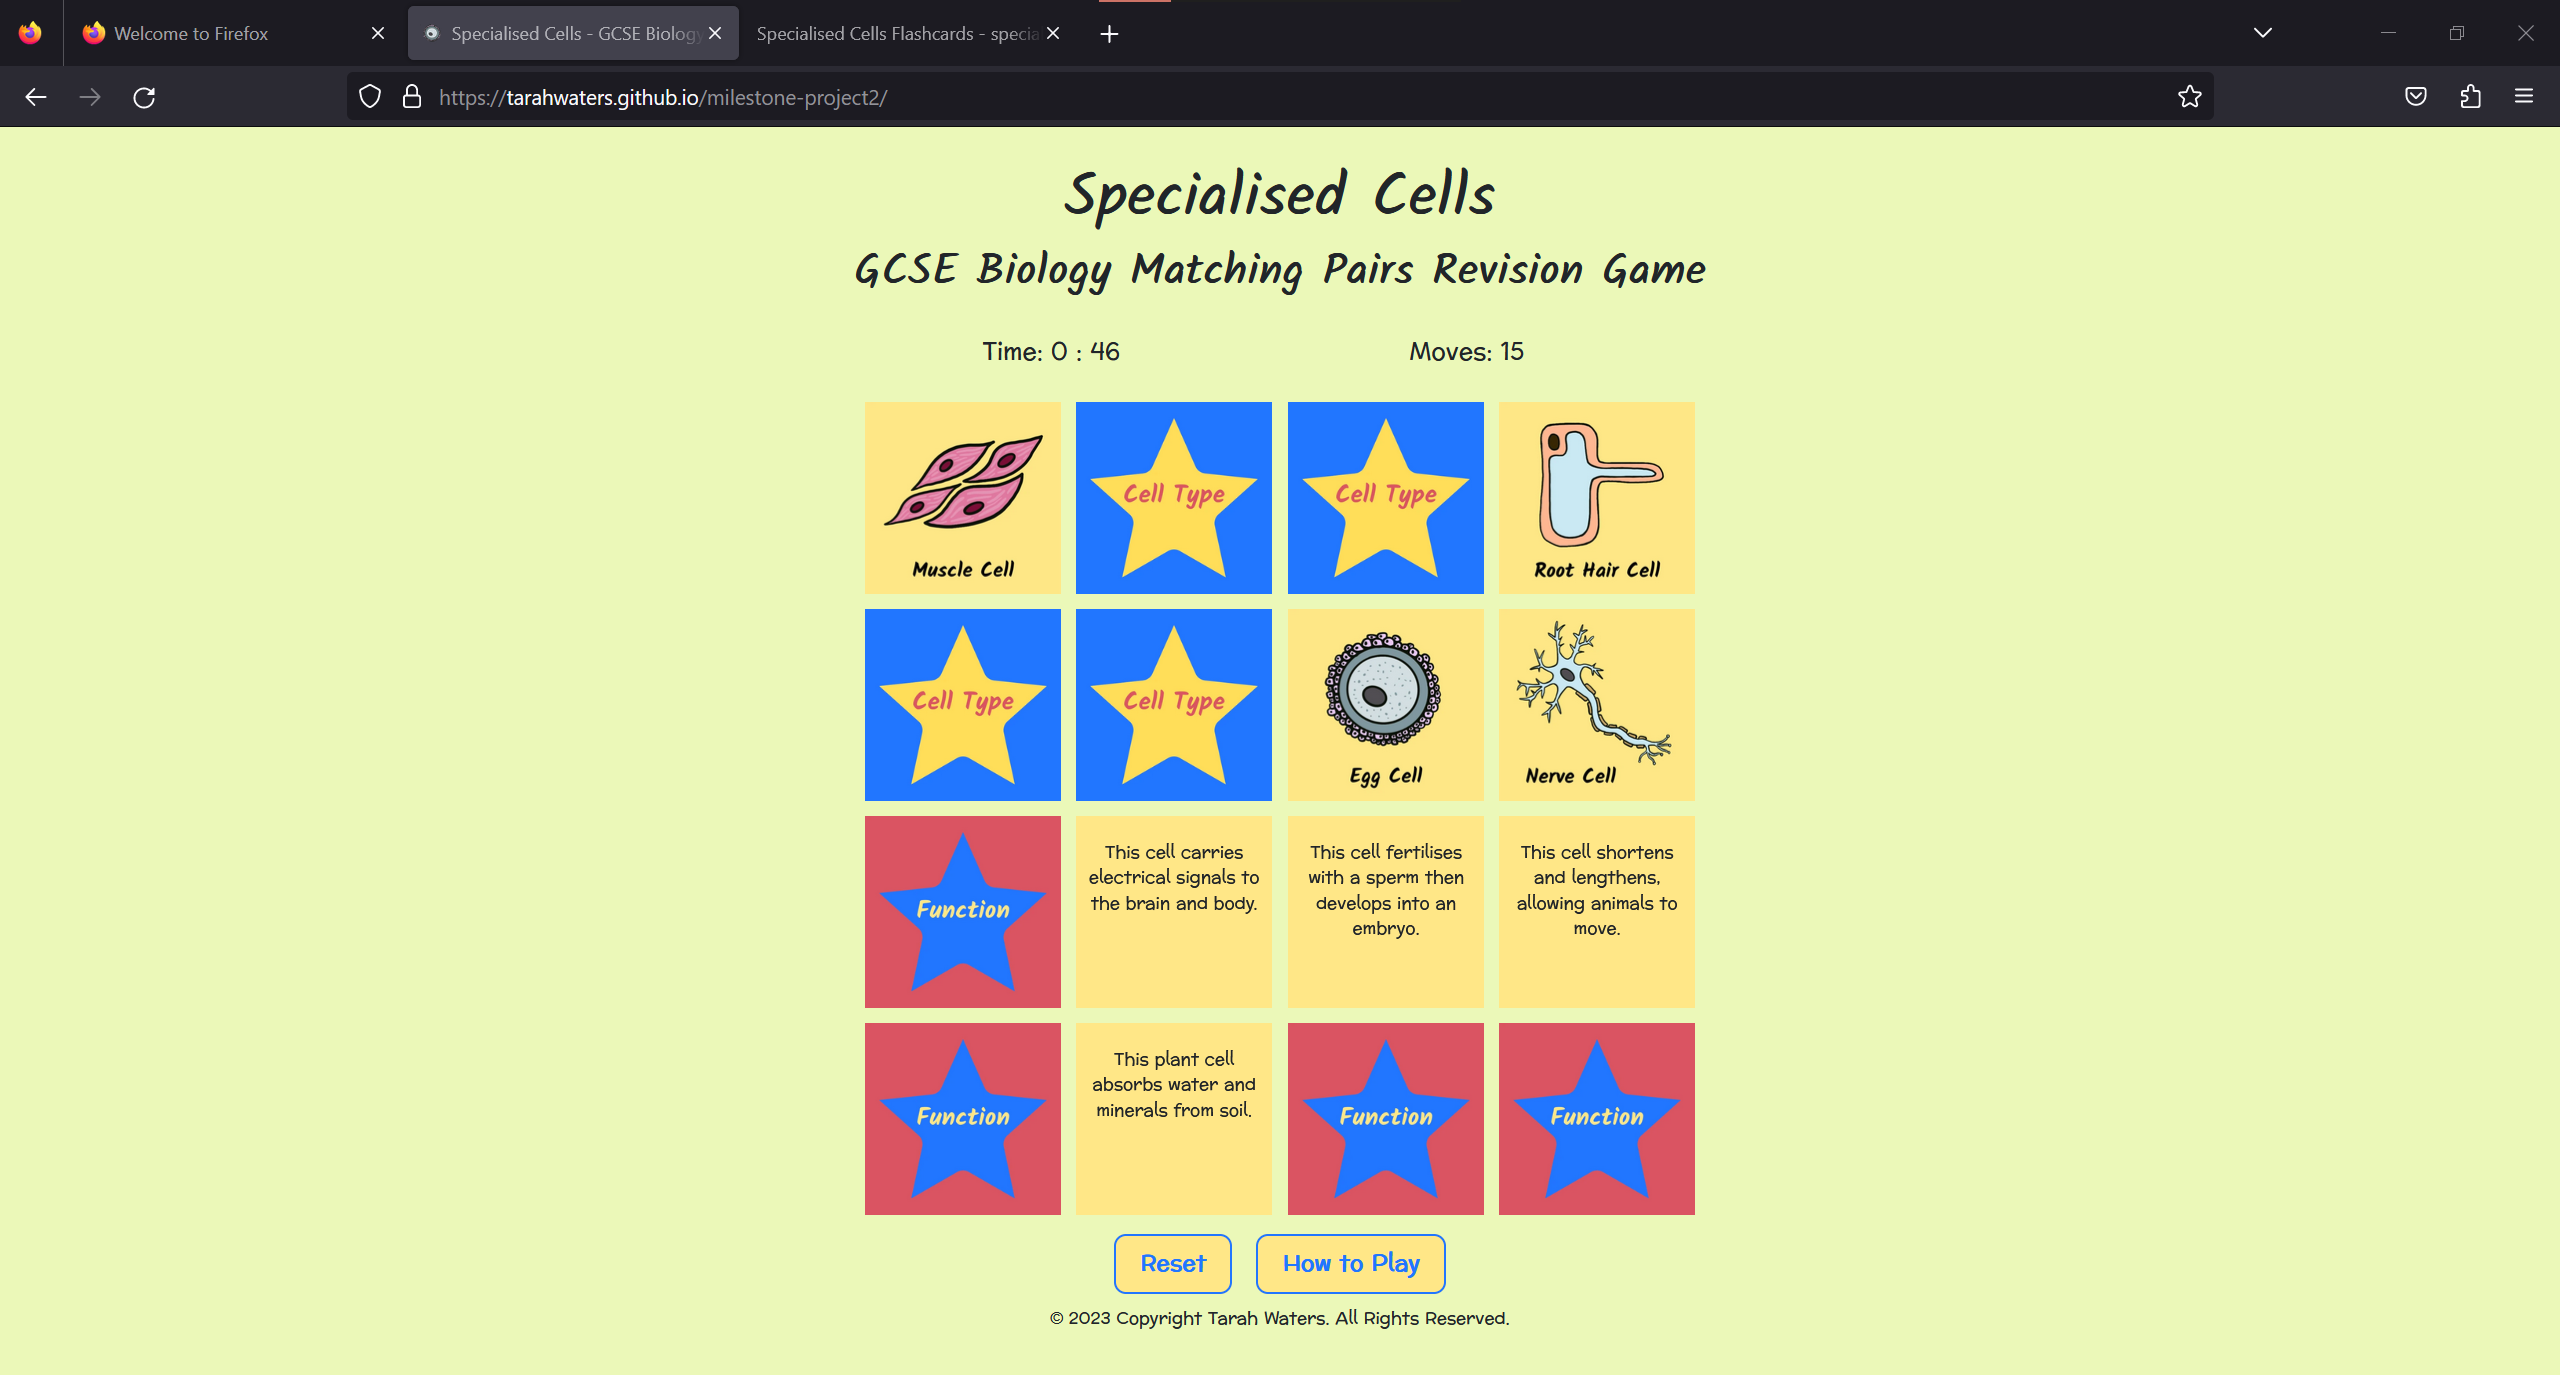 Welcome to Firefox
Specialised Cells - GCSE Biology
Specialised Cells Flashcards - specia
https://tarahwaters.github.io/milestone-project2/
Specialised Cells
GCSE Biology Matching Pairs Revision Game
Time: 0 : 46
Moves: 15
Muscle Cell
Cell Type
Cell Type
Root Hair Cell
Cell Type
Cell Type
Egg Cell
Nerve Cell
Function
This cell carries
electrical signals to
the brain and body.
This cell fertilises
with a sperm then
develops into an
embryo.
This cell shortens
and lengthens,
allowing animals to
move.
Function
This plant cell
absorbs water and
minerals from soil.
Function
Function
Reset
How to Play
© 2023 Copyright Tarah Waters. All Rights Reserved.